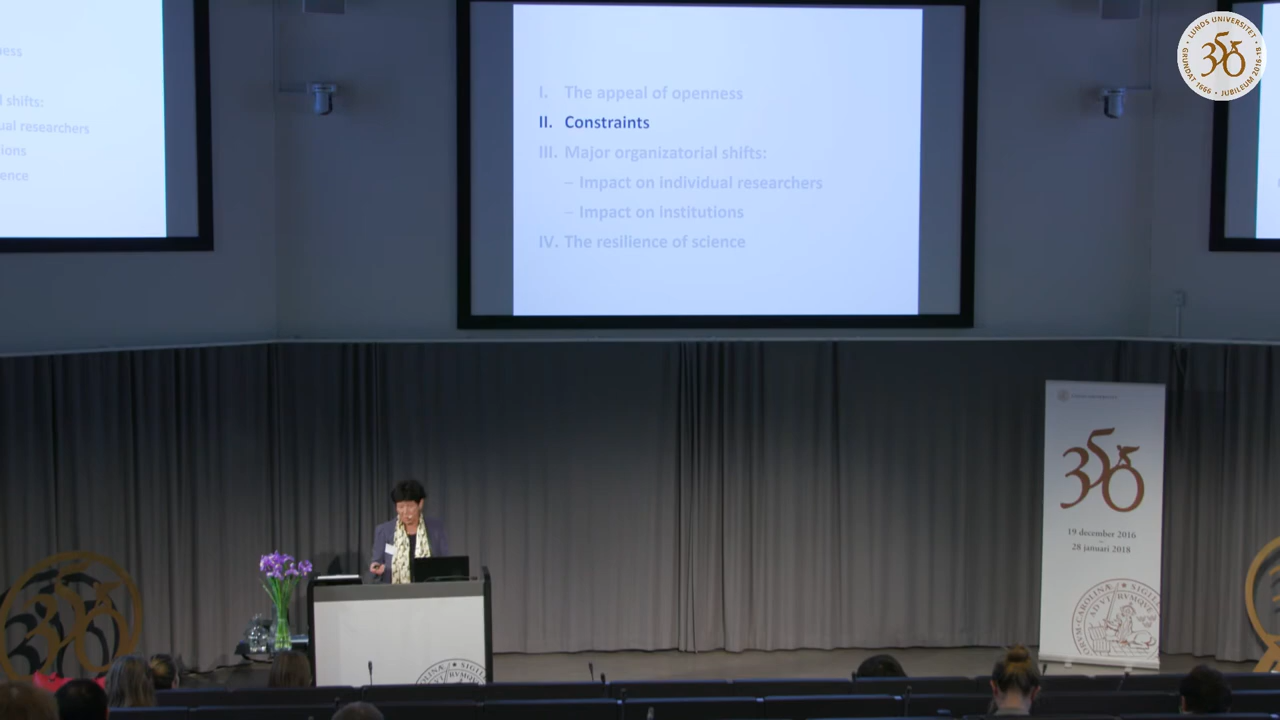 ness
l shifts:
ual researchers
ions
ence
I. The appeal of openness
II. Constraints
III. Major organizatorial shifts:
– Impact on individual researchers
– Impact on institutions
IV. The resilience of science
LUNDS UNIVERSITET
350
GRUNDAT 1666 • JUBILEUM 2016-18
350
19 december 2016
–
28 januari 2018